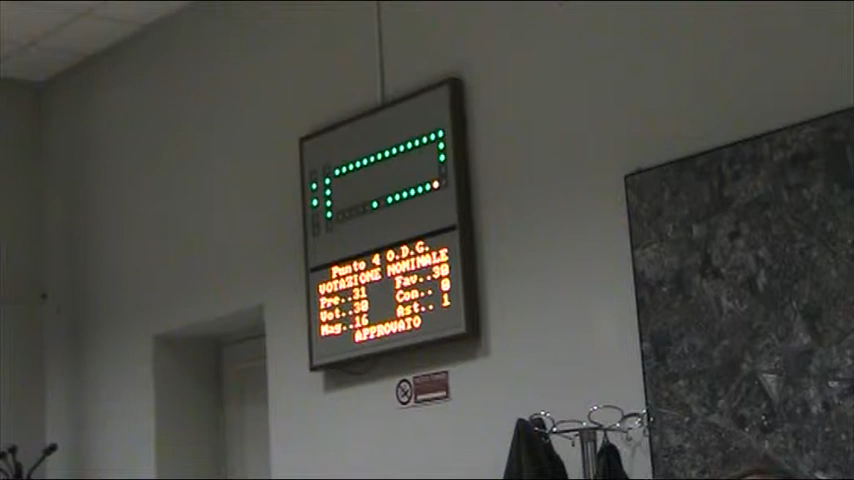 Punto 4 O.D.G.
VOTAZIONE NOMINALE
Pre..31 Fav..30
Vot..30 Con.. 0
Mag..16 Ast.. 1
APPROVATO